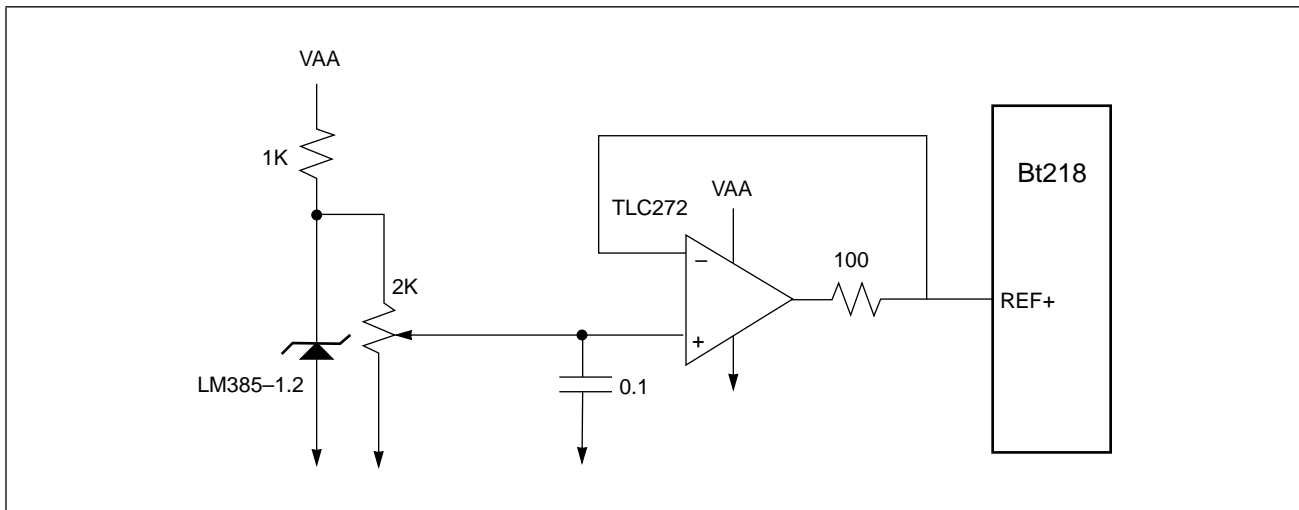 VAA
1K
2K
LM385–1.2
0.1
TLC272
VAA
–
+
100
Bt218
REF+